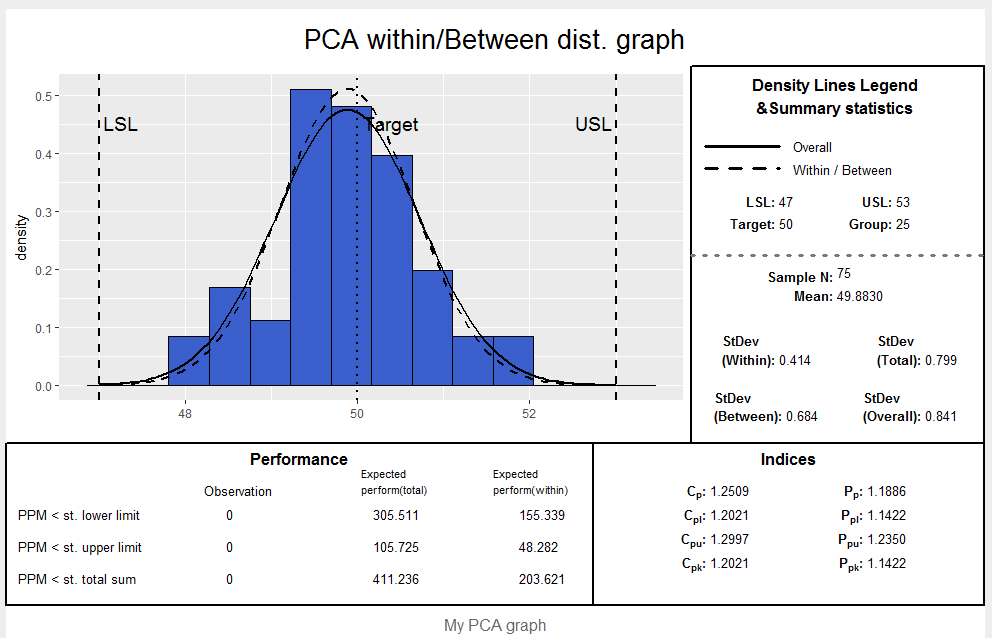 PCA within/Between dist. graph
density
0.5
0.4
0.3
0.2
0.1
0.0
LSL
Target
USL
48
50
52
Density Lines Legend
&Summary statistics
Overall
Within / Between
LSL: 47 USL: 53
Target: 50 Group: 25
Sample N: 75
Mean: 49.8830
StDev StDev
(Within): 0.414 (Total): 0.799
StDev StDev
(Between): 0.684 (Overall): 0.841
Performance
Observation Expected perform(total) Expected perform(within)
PPM < st. lower limit 0 305.511 155.339
PPM < st. upper limit 0 105.725 48.282
PPM < st. total sum 0 411.236 203.621
Indices
Cp: 1.2509 Pp: 1.1886
Cpl: 1.2021 Ppl: 1.1422
Cpu: 1.2997 Ppu: 1.2350
Cpk: 1.2021 Ppk: 1.1422
My PCA graph